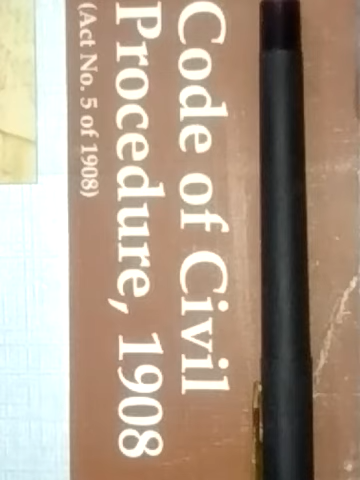 Code of Civil
Procedure, 1908
(Act No. 5 of 1908)